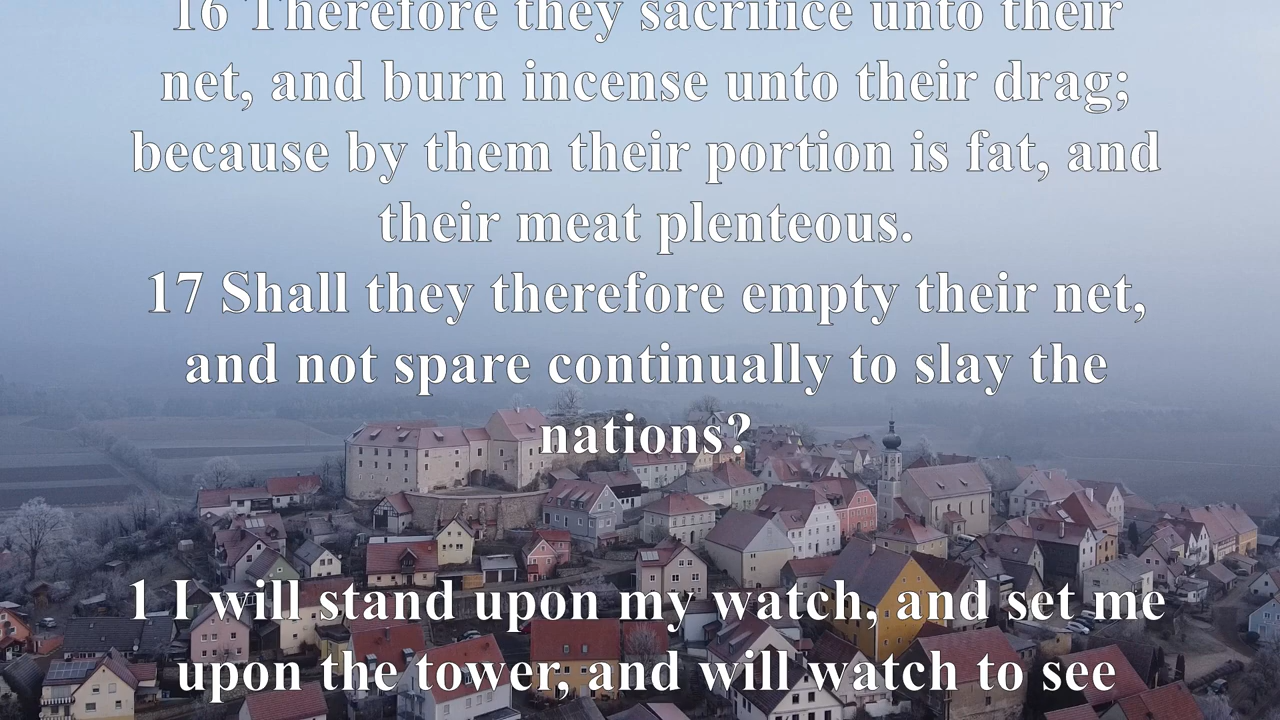 16 Therefore they sacrifice unto their
net, and burn incense unto their drag;
because by them their portion is fat, and
their meat plenteous.
17 Shall they therefore empty their net,
and not spare continually to slay the
nations?
1 I will stand upon my watch, and set me
upon the tower, and will watch to see